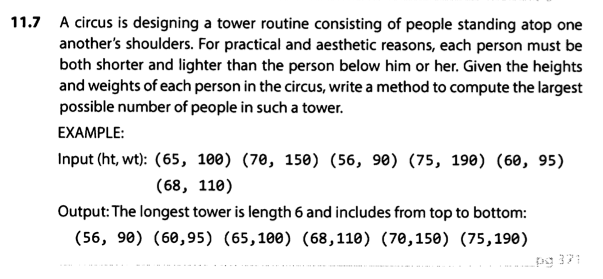 11.7 A circus is designing a tower routine consisting of people standing atop one
another's shoulders. For practical and aesthetic reasons, each person must be
both shorter and lighter than the person below him or her. Given the heights
and weights of each person in the circus, write a method to compute the largest
possible number of people in such a tower.
EXAMPLE:
Input (ht, wt): (65, 100) (70, 150) (56, 90) (75, 190) (60, 95)
(68, 110)
Output: The longest tower is length 6 and includes from top to bottom:
(56, 90) (60,95) (65,100) (68,110) (70,150) (75,190)
pg 371